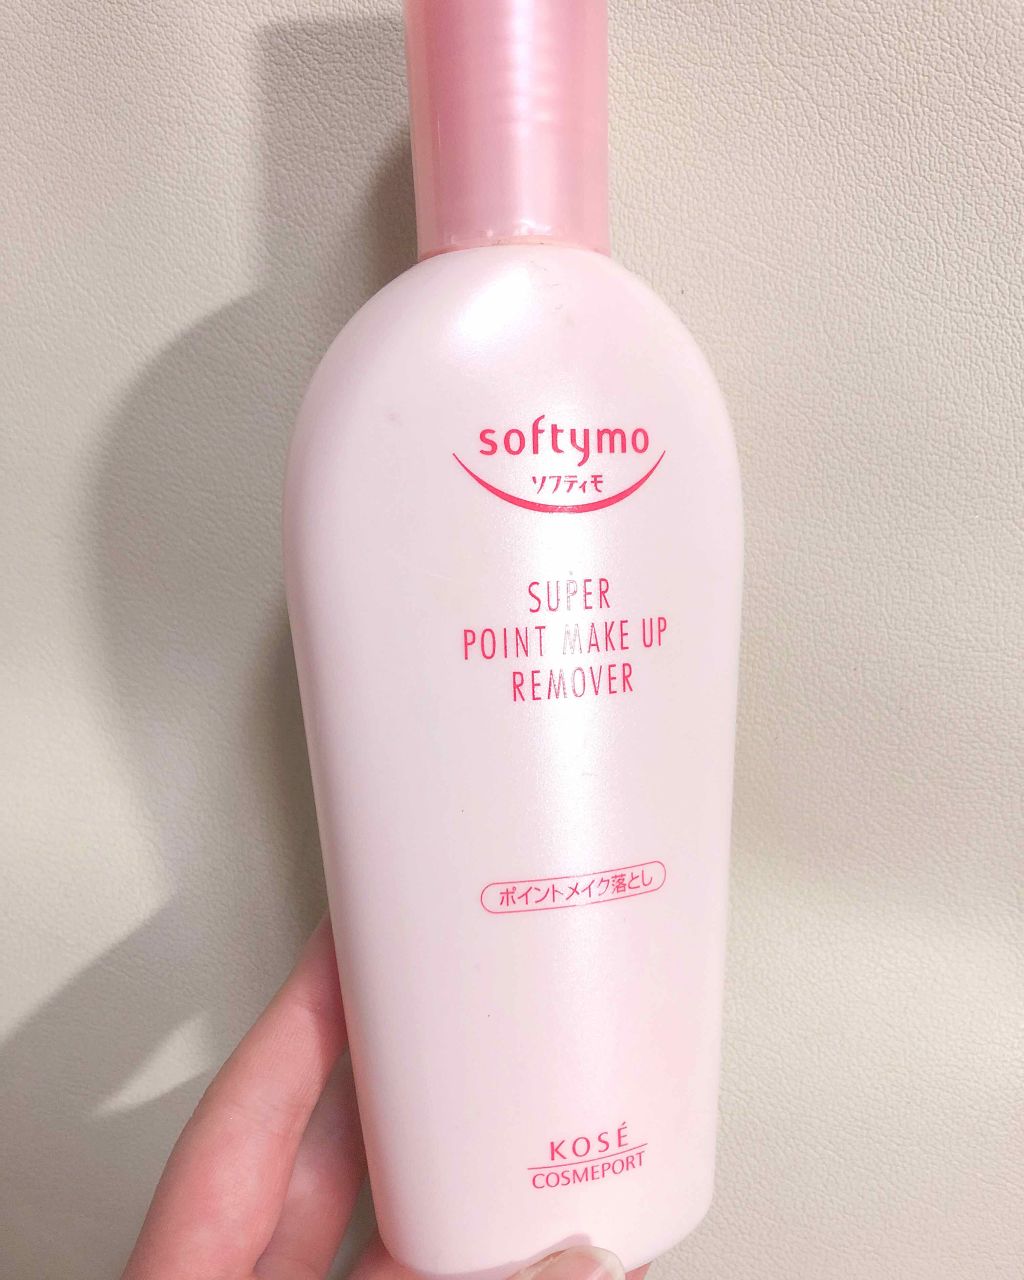 softymo
ソフティモ
SUPER
POINT MAKE UP
REMOVER
ポイントメイク落とし
KOSÉ
COSMEPORT